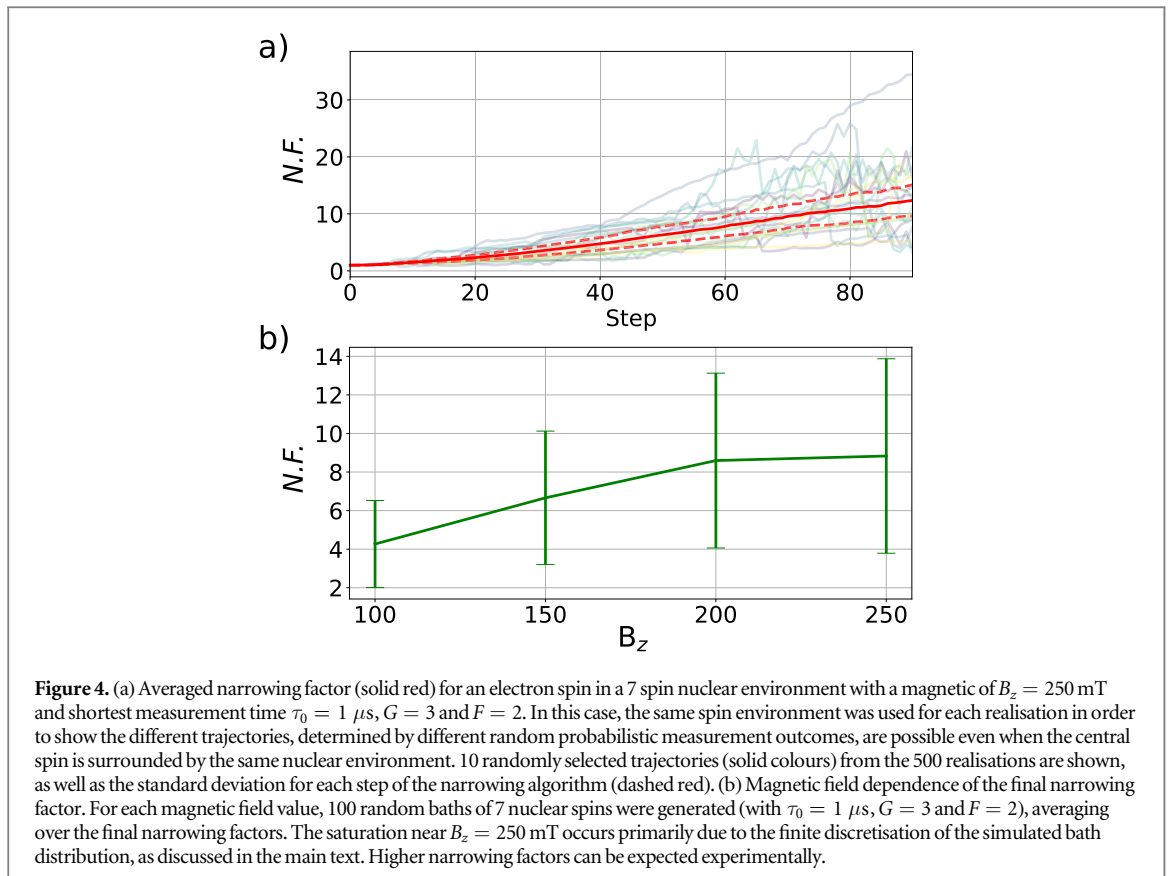 a)
30
20
10
0
N.F.
0 20 40 60 80
Step
b)
14
12
10
8
6
4
2
N.F.
100 150 200 250
B_z
Figure 4. (a) Averaged narrowing factor (solid red) for an electron spin in a 7 spin nuclear environment with a magnetic of B_z = 250 mT
and shortest measurement time τ_0 = 1 μs, G = 3 and F = 2. In this case, the same spin environment was used for each realisation in order
to show the different trajectories, determined by different random probabilistic measurement outcomes, are possible even when the central
spin is surrounded by the same nuclear environment. 10 randomly selected trajectories (solid colours) from the 500 realisations are shown,
as well as the standard deviation for each step of the narrowing algorithm (dashed red). (b) Magnetic field dependence of the final narrowing
factor. For each magnetic field value, 100 random baths of 7 nuclear spins were generated (with τ_0 = 1 μs, G = 3 and F = 2), averaging
over the final narrowing factors. The saturation near B_z = 250 mT occurs primarily due to the finite discretisation of the simulated bath
distribution, as discussed in the main text. Higher narrowing factors can be expected experimentally.